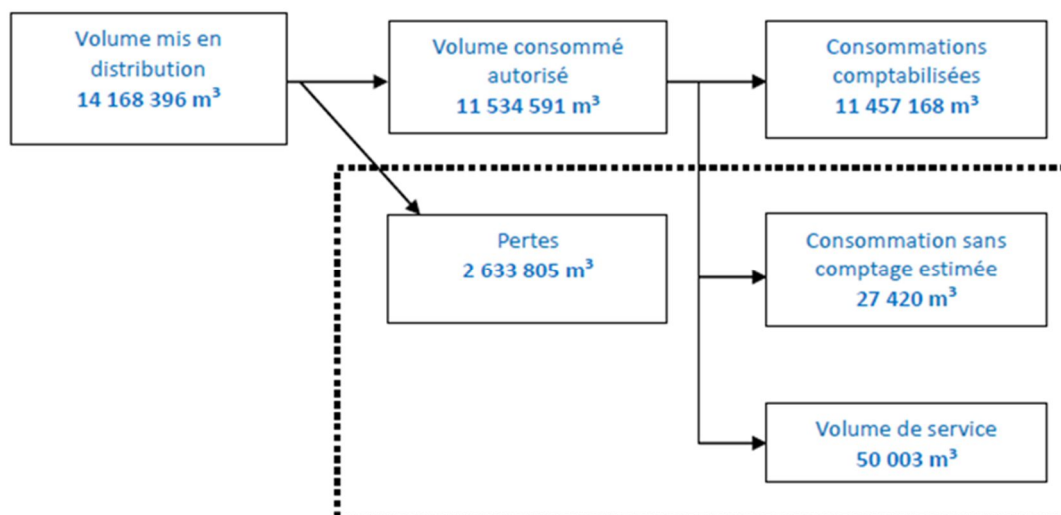 Volume mis en
distribution
14 168 396 m³
Volume consommé
autorisé
11 534 591 m³
Consommations
comptabilisées
11 457 168 m³
Pertes
2 633 805 m³
Consommation sans
comptage estimée
27 420 m³
Volume de service
50 003 m³